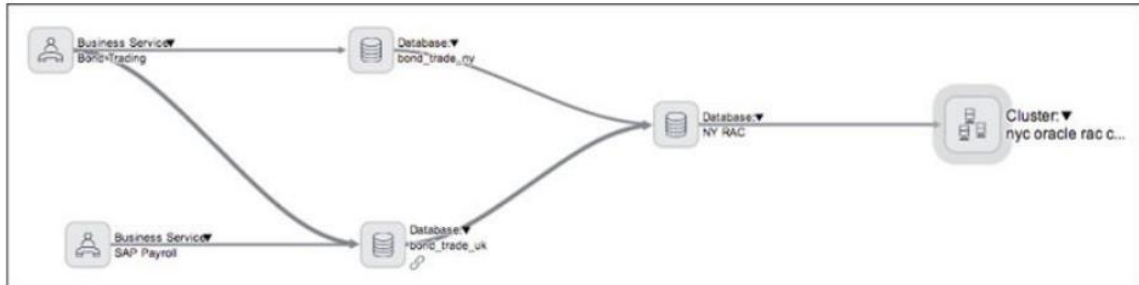 Business Service▼
Bond Trading
Database:▼
bond_trade_ny
Database:▼
NY RAC
Cluster:▼
nyc oracle rac c...
Business Service▼
SAP Payroll
Database:▼
bond_trade_uk